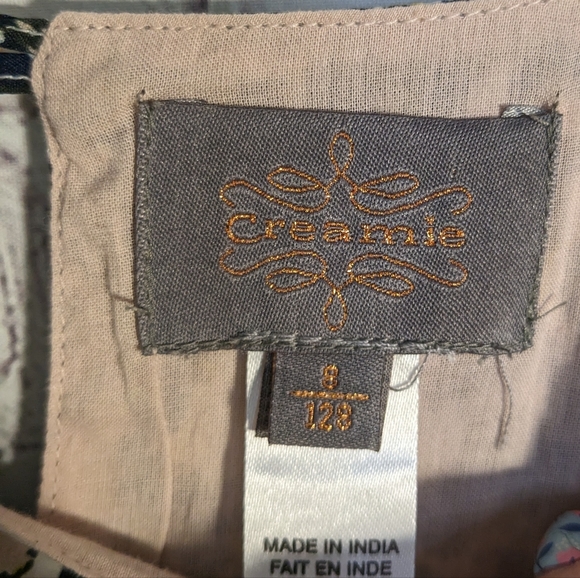 Creamie
8
128
MADE IN INDIA
FAIT EN INDE